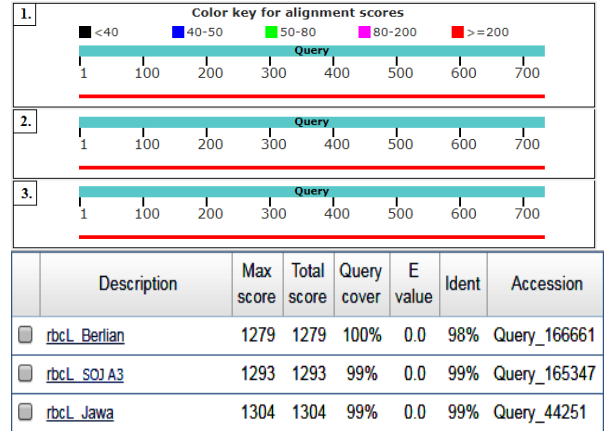 1.
Color key for alignment scores
<40 40-50 50-80 80-200 >=200
Query
1 100 200 300 400 500 600 700
2.
Query
1 100 200 300 400 500 600 700
3.
Query
1 100 200 300 400 500 600 700
Description Max score Total score Query cover E value Ident Accession
rbcL Berlian 1279 1279 100% 0.0 98% Query_166661
rbcL SOJ A3 1293 1293 99% 0.0 99% Query_165347
rbcL Jawa 1304 1304 99% 0.0 99% Query_44251